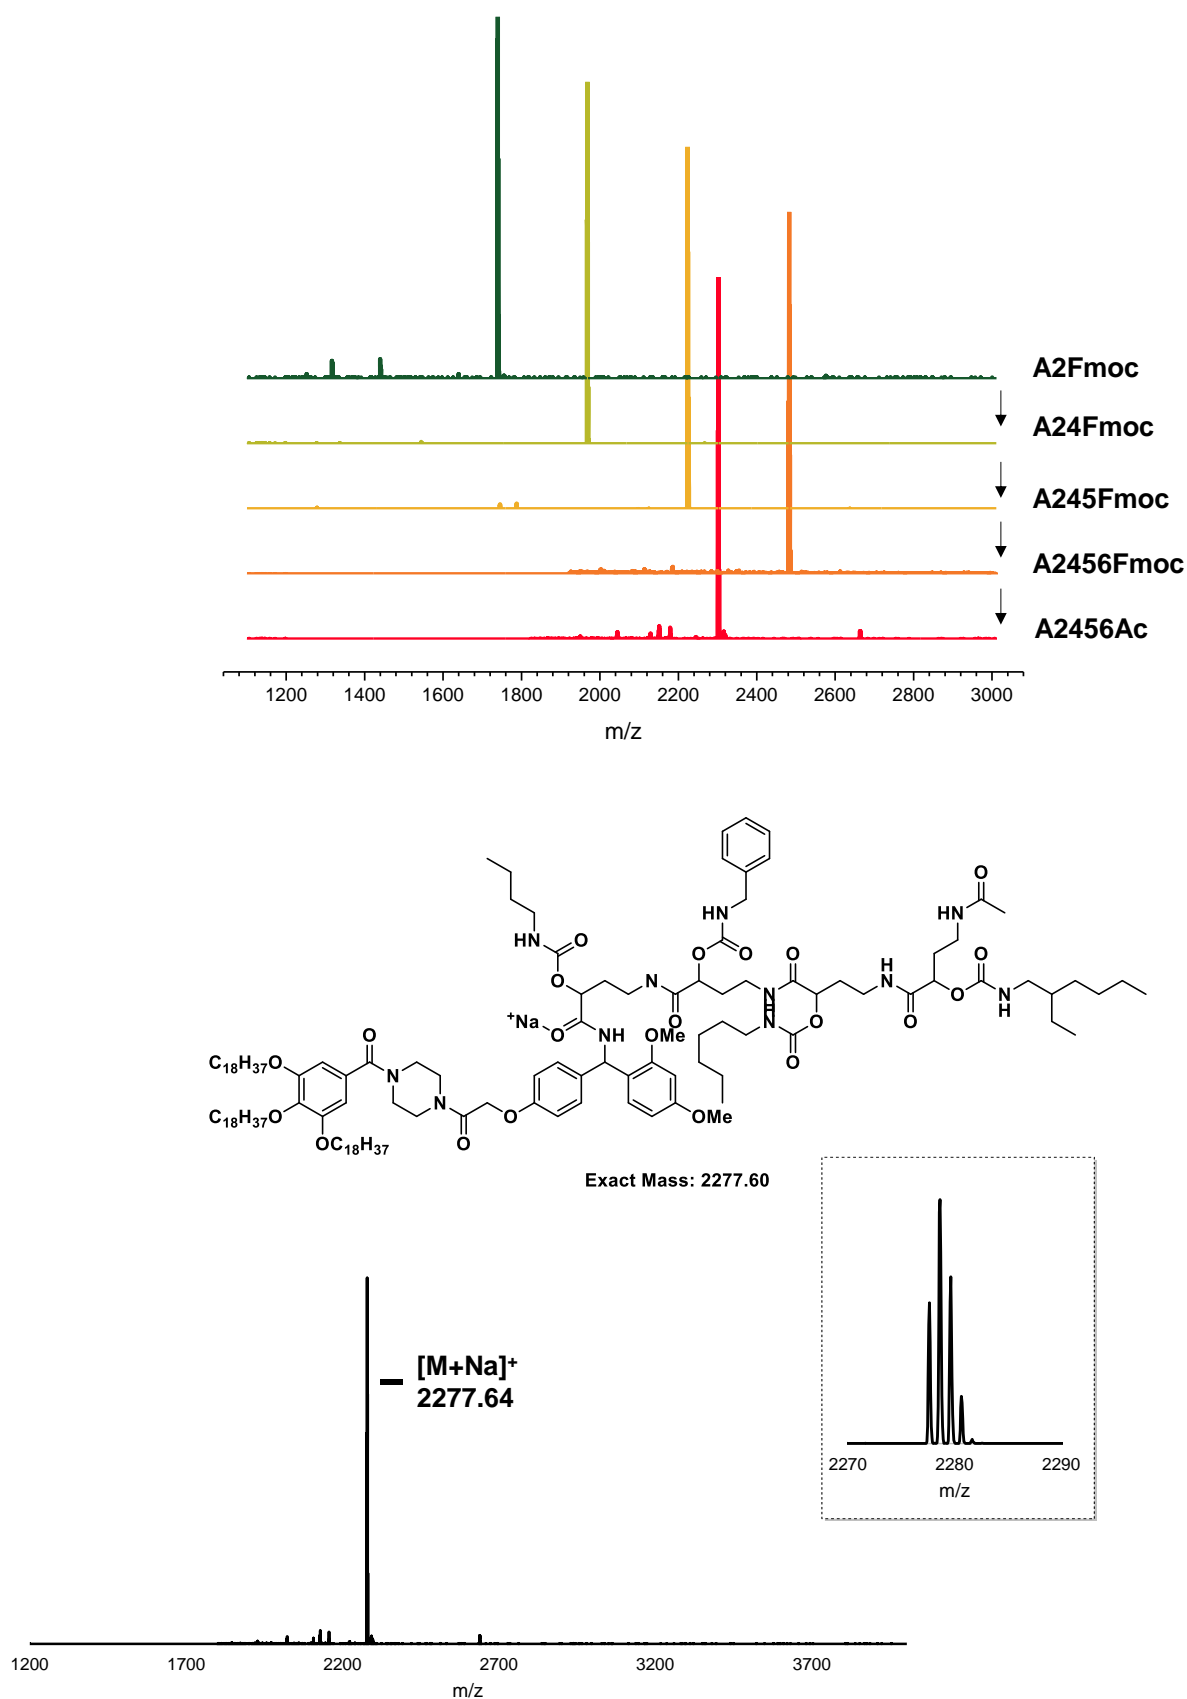 A2Fmoc
A24Fmoc
A245Fmoc
A2456Fmoc
A2456Ac
1200 1400 1600 1800 2000 2200 2400 2600 2800 3000
m/z
O
HN
HN
HN O
O
O
O
O
HN
O
H
N
O
H
N
O
H
N
O
O
N
H
⁺Na
O
NH
OMe
N
H
O
O
O
O
C₁₈H₃₇O
N
C₁₈H₃₇O
N
O
O
OMe
OC₁₈H₃₇
Exact Mass: 2277.60
[M+Na]⁺
2277.64
2270 2280 2290
m/z
1200 1700 2200 2700 3200 3700
m/z